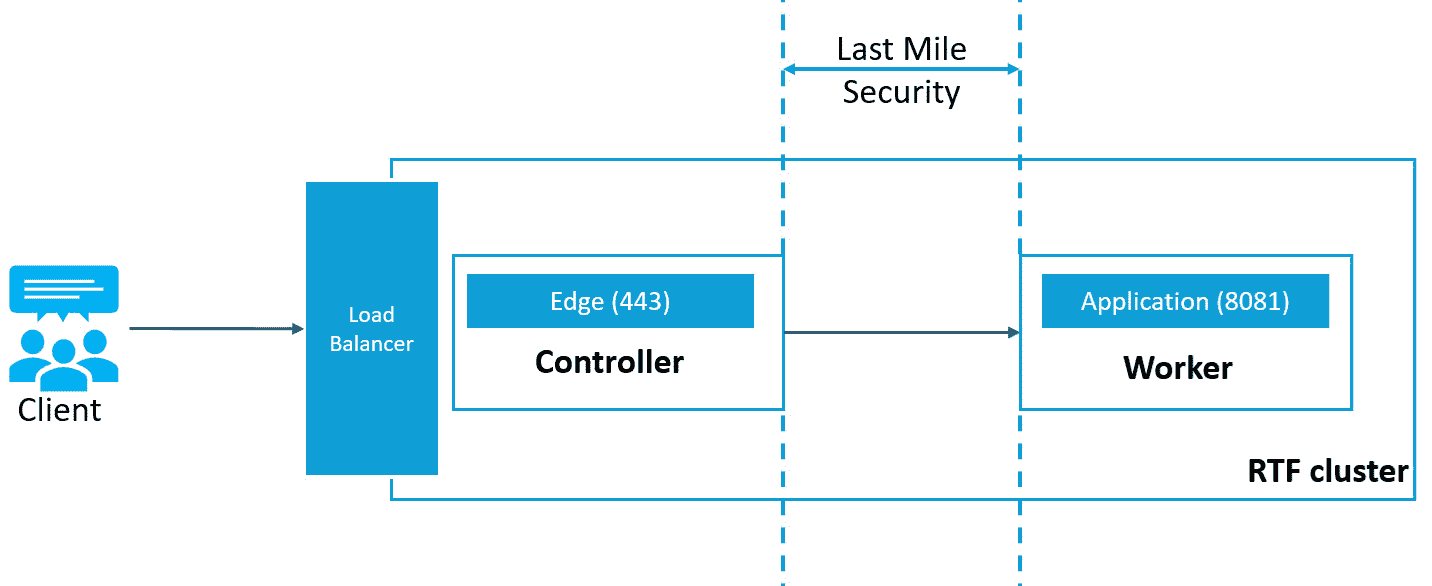 Last Mile
Security
Load
Balancer
Edge (443)
Controller
Application (8081)
Worker
Client
RTF cluster